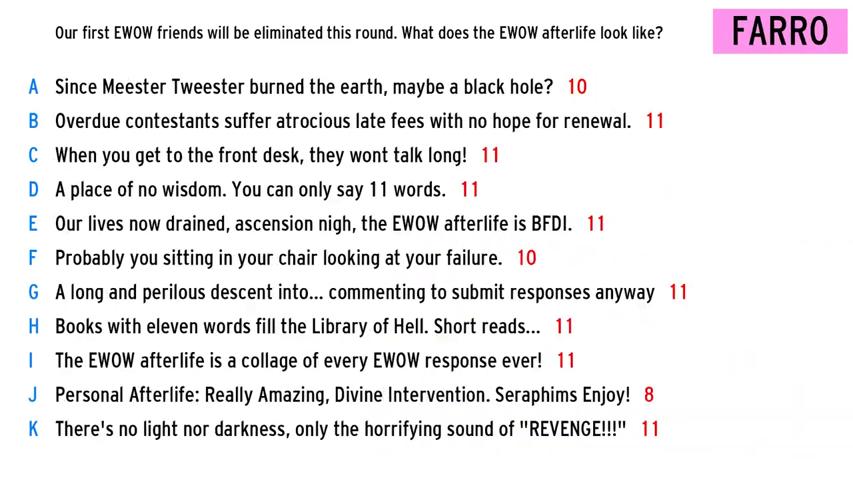 Our first EWOW friends will be eliminated this round. What does the EWOW afterlife look like?
FARRO
A Since Meester Tweester burned the earth, maybe a black hole? 10
B Overdue contestants suffer atrocious late fees with no hope for renewal. 11
C When you get to the front desk, they wont talk long! 11
D A place of no wisdom. You can only say 11 words. 11
E Our lives now drained, ascension nigh, the EWOW afterlife is BFDI. 11
F Probably you sitting in your chair looking at your failure. 10
G A long and perilous descent into... commenting to submit responses anyway 11
H Books with eleven words fill the Library of Hell. Short reads... 11
I The EWOW afterlife is a collage of every EWOW response ever! 11
J Personal Afterlife: Really Amazing, Divine Intervention. Seraphims Enjoy! 8
K There's no light nor darkness, only the horrifying sound of "REVENGE!!!" 11